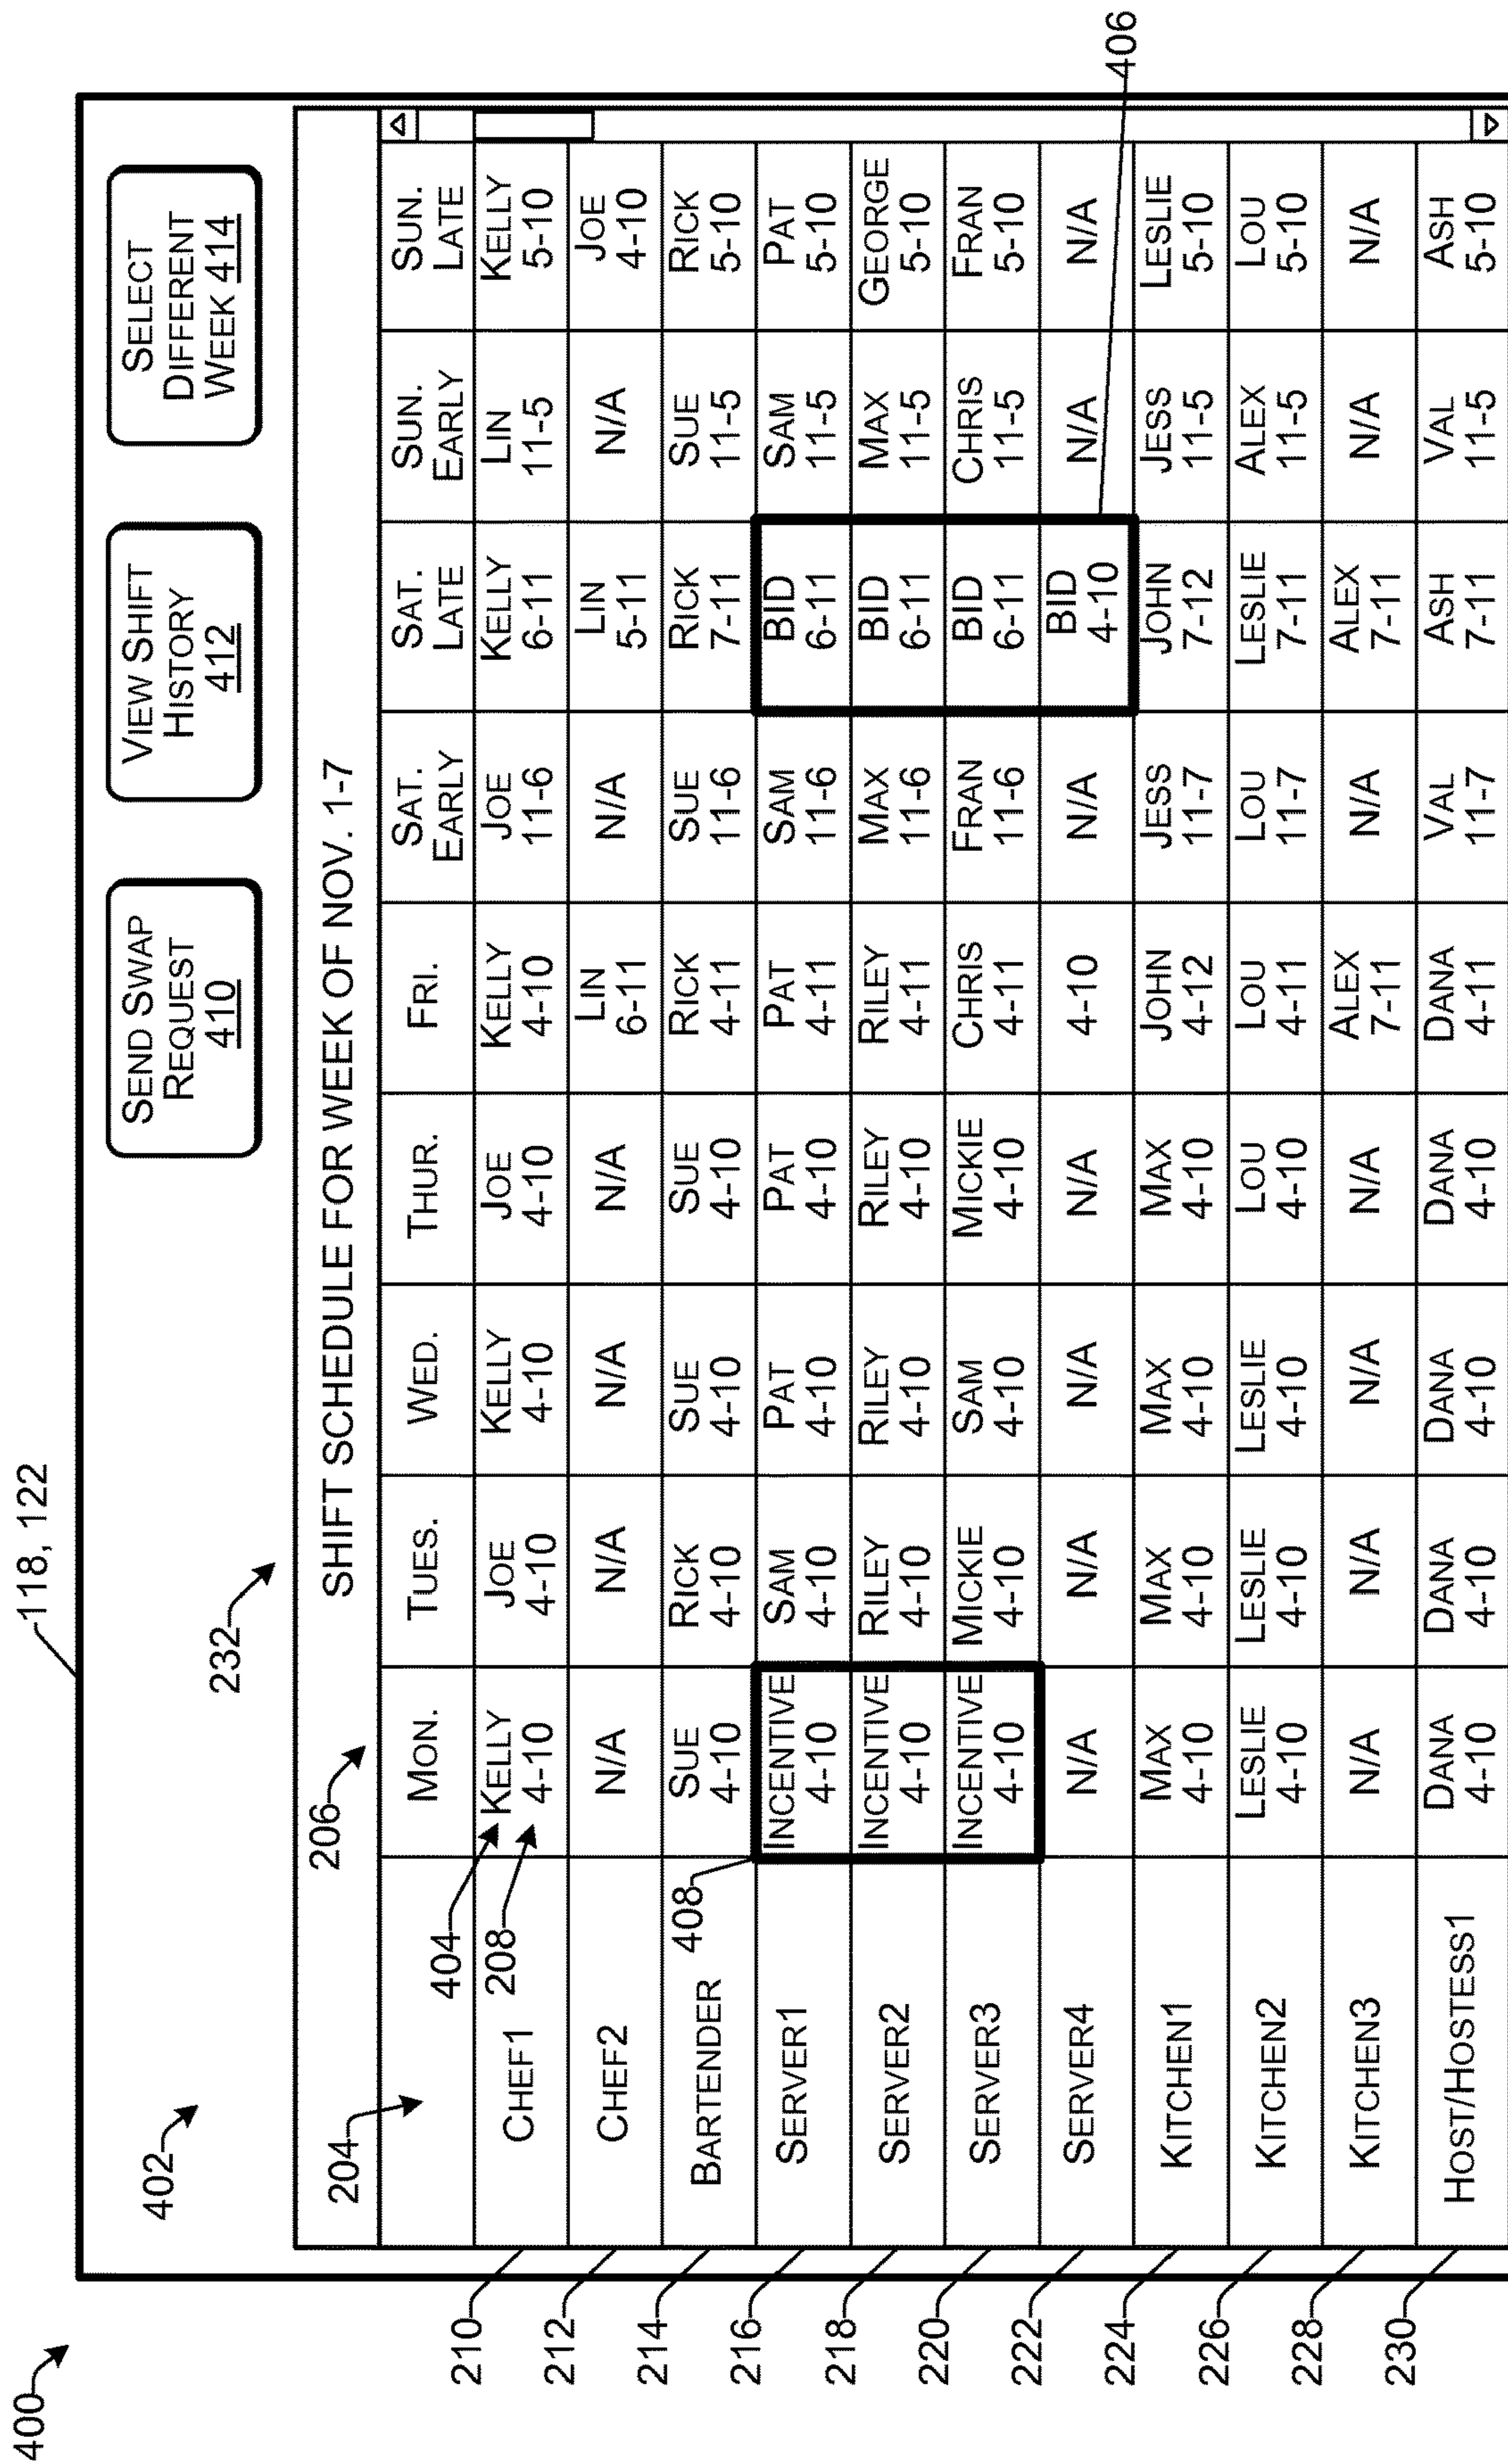 400
402
118, 122
SEND SWAP
REQUEST
410
VIEW SHIFT
HISTORY
412
SELECT
DIFFERENT
WEEK 414
232
SHIFT SCHEDULE FOR WEEK OF NOV. 1-7
204
206
MON.
TUES.
WED.
THUR.
FRI.
SAT.
EARLY
SAT.
LATE
SUN.
EARLY
SUN.
LATE
404
208
210
CHEF1
KELLY
4-10
JOE
4-10
KELLY
4-10
JOE
4-10
KELLY
4-10
JOE
11-6
KELLY
6-11
LIN
11-5
KELLY
5-10
212
CHEF2
N/A
N/A
N/A
N/A
LIN
6-11
N/A
LIN
5-11
N/A
JOE
4-10
214
BARTENDER
SUE
4-10
RICK
4-10
SUE
4-10
SUE
4-10
RICK
4-11
SUE
11-6
RICK
7-11
SUE
11-5
RICK
5-10
408
216
SERVER1
INCENTIVE
4-10
SAM
4-10
PAT
4-10
PAT
4-10
PAT
4-11
SAM
11-6
BID
6-11
SAM
11-5
PAT
5-10
218
SERVER2
INCENTIVE
4-10
RILEY
4-10
RILEY
4-10
RILEY
4-10
RILEY
4-11
MAX
11-6
BID
6-11
MAX
11-5
GEORGE
5-10
220
SERVER3
INCENTIVE
4-10
MICKIE
4-10
SAM
4-10
MICKIE
4-10
CHRIS
4-11
FRAN
11-6
BID
6-11
CHRIS
11-5
FRAN
5-10
222
SERVER4
N/A
N/A
N/A
N/A
4-10
N/A
BID
4-10
N/A
N/A
406
224
KITCHEN1
MAX
4-10
MAX
4-10
MAX
4-10
MAX
4-10
JOHN
4-12
JESS
11-7
JOHN
7-12
JESS
11-5
LESLIE
5-10
226
KITCHEN2
LESLIE
4-10
LESLIE
4-10
LESLIE
4-10
LOU
4-10
LOU
4-11
LOU
11-7
LESLIE
7-11
ALEX
11-5
LOU
5-10
228
KITCHEN3
N/A
N/A
N/A
N/A
ALEX
7-11
N/A
ALEX
7-11
N/A
N/A
230
HOST/HOSTESS1
DANA
4-10
DANA
4-10
DANA
4-10
DANA
4-10
DANA
4-11
VAL
11-7
ASH
7-11
VAL
11-5
ASH
5-10